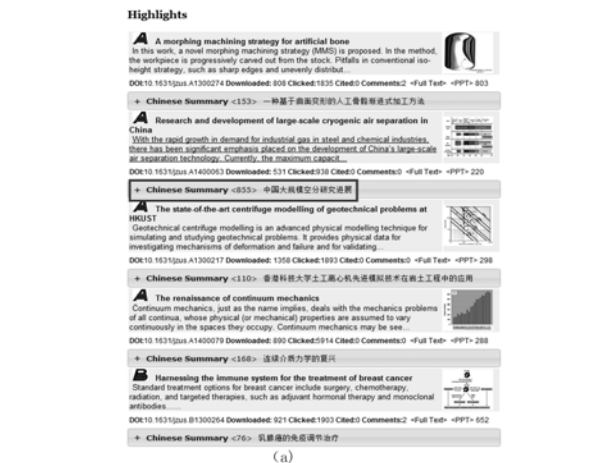 Highlights
A A morphing machining strategy for artificial bone
In this work, a novel morphing machining strategy (MMS) is proposed. In the method,
the workpiece is progressively carved out from the stock. Pitfalls in conventional iso-
height strategy, such as sharp edges and unevenly distribut...
DOI:10.1631/jzus.A1300274 Downloaded: 808 Clicked:1835 Cited:0 Comments:2 <Full Text> <PPT> 803
+ Chinese Summary <153> 一种基于曲面变形的人工骨骼渐进式加工方法
A Research and development of large-scale cryogenic air separation in
China
With the rapid growth in demand for industrial gas in steel and chemical industries,
there has been significant emphasis placed on the development of China's large-scale
air separation technology. Currently, the maximum capacit...
DOI:10.1631/jzus.A1400063 Downloaded: 531 Clicked:938 Cited:0 Comments:0 <Full Text> <PPT> 220
+ Chinese Summary <855> 中国大规模空分研究进展
A The state-of-the-art centrifuge modelling of geotechnical problems at
HKUST
Geotechnical centrifuge modelling is an advanced physical modelling technique for
simulating and studying geotechnical problems. It provides physical data for
investigating mechanisms of deformation and failure and for validating...
DOI:10.1631/jzus.A1300217 Downloaded: 1358 Clicked:1893 Cited:0 Comments:0 <Full Text> <PPT> 298
+ Chinese Summary <110> 香港科技大学土工离心机先进模拟技术在岩土工程中的应用
A The renaissance of continuum mechanics
Continuum mechanics, just as the name implies, deals with the mechanics problems
of all continua, whose physical (or mechanical) properties are assumed to vary
continuously in the spaces they occupy. Continuum mechanics may be see...
DOI:10.1631/jzus.A1400079 Downloaded: 890 Clicked:5914 Cited:0 Comments:0 <Full Text> <PPT> 288
+ Chinese Summary <168> 连续介质力学的复兴
B Harnessing the immune system for the treatment of breast cancer
Standard treatment options for breast cancer include surgery, chemotherapy,
radiation, and targeted therapies, such as adjuvant hormonal therapy and monoclonal
antibodies......
DOI:10.1631/jzus.B1300264 Downloaded: 921 Clicked:1903 Cited:0 Comments:2 <Full Text> <PPT> 652
+ Chinese Summary <76> 乳腺癌的免疫调节治疗
(a)